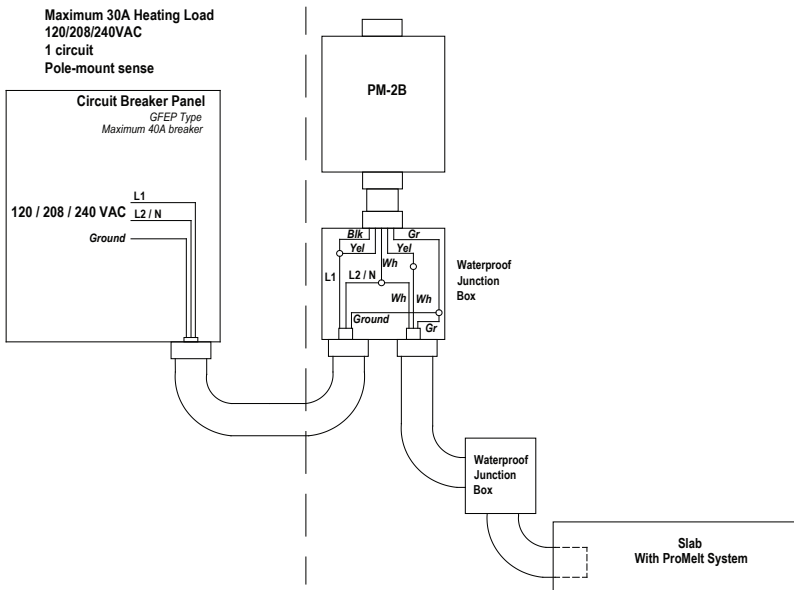 Maximum 30A Heating Load
120/208/240VAC
1 circuit
Pole-mount sense
Circuit Breaker Panel
GFEP Type
Maximum 40A breaker
L1
120 / 208 / 240 VAC
L2 / N
Ground
PM-2B
Blk
Gr
Yel
Yel
Wh
L1
L2 / N
Wh
Wh
Ground
Gr
Waterproof
Junction
Box
Waterproof
Junction
Box
Slab
With ProMelt System